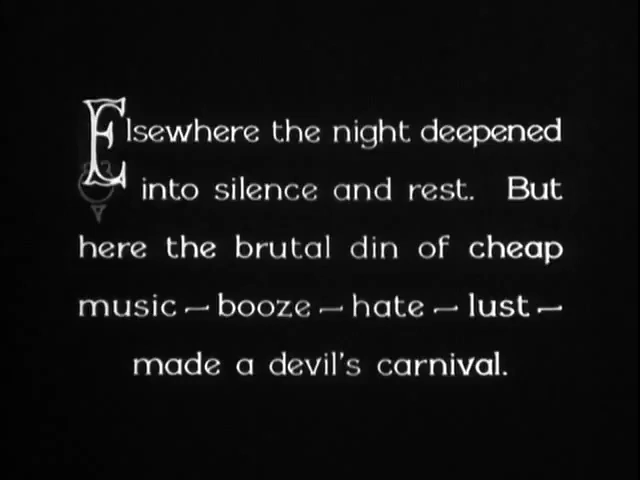 Elsewhere the night deepened
into silence and rest. But
here the brutal din of cheap
music — booze — hate — lust —
made a devil's carnival.